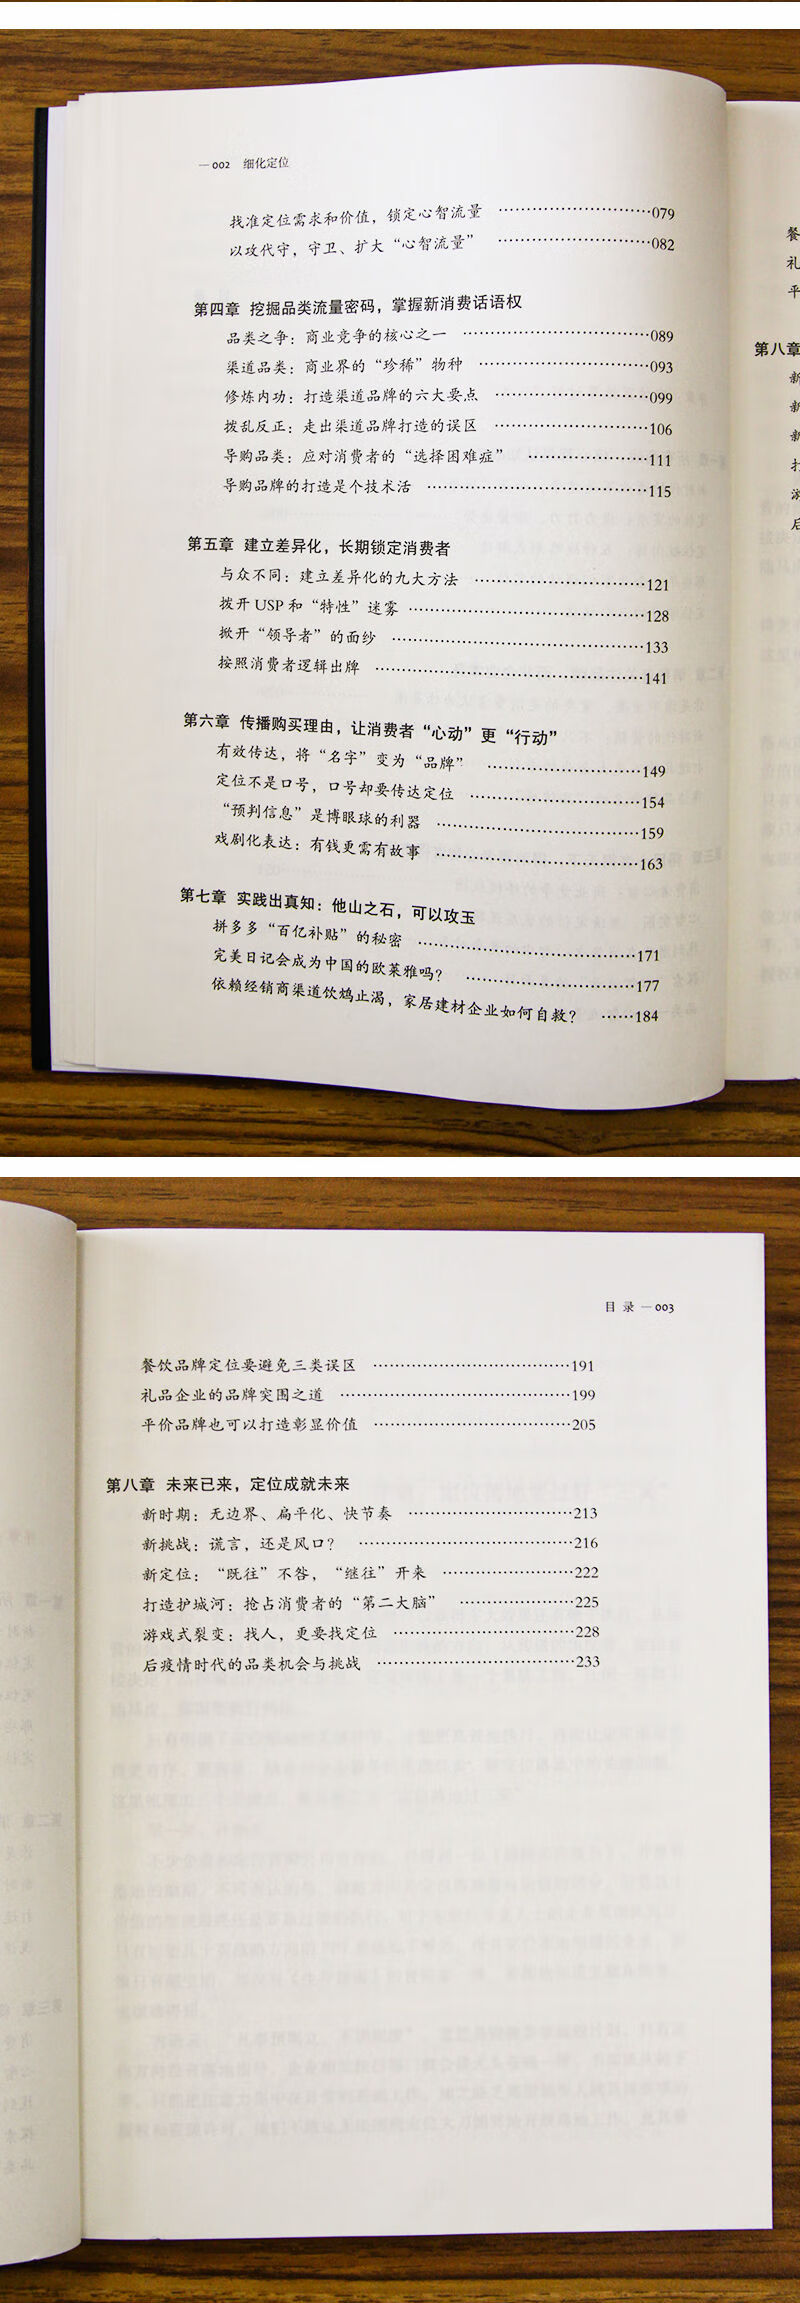 — 002 细化定位
找准定位需求和价值，锁定心智流量 ……………………… 079
以攻代守，守卫、扩大“心智流量” ……………………… 082
第四章 挖掘品类流量密码，掌握新消费话语权
品类之争：商业竞争的核心之一 ……………………… 089
渠道品类：商业界的“珍稀”物种 ……………………… 093
修炼内功：打造渠道品牌的六大要点 ……………………… 099
拨乱反正：走出渠道品牌打造的误区 ……………………… 106
导购品类：应对消费者的“选择困难症” ……………………… 111
导购品牌的打造是个技术活 ……………………… 115
第五章 建立差异化，长期锁定消费者
与众不同：建立差异化的九大方法 ……………………… 121
拨开 USP 和“特性”迷雾 ……………………… 128
掀开“领导者”的面纱 ……………………… 133
按照消费者逻辑出牌 ……………………… 141
第六章 传播购买理由，让消费者“心动”更“行动”
有效传达，将“名字”变为“品牌” ……………………… 149
定位不是口号，口号却要传达定位 ……………………… 154
“预判信息”是博眼球的利器 ……………………… 159
戏剧化表达：有钱更需有故事 ……………………… 163
第七章 实践出真知：他山之石，可以攻玉
拼多多“百亿补贴”的秘密 ……………………… 171
完美日记会成为中国的欧莱雅吗？ ……………………… 177
依赖经销商渠道饮鸩止渴，家居建材企业如何自救？ …… 184
餐
礼
平
第八章
新
新
新
打
游
后
目 录 — 003
餐饮品牌定位要避免三类误区 ……………………… 191
礼品企业的品牌突围之道 ……………………… 199
平价品牌也可以打造彰显价值 ……………………… 205
第八章 未来已来，定位成就未来
新时期：无边界、扁平化、快节奏 ……………………… 213
新挑战：谎言，还是风口？ ……………………… 216
新定位：“既往”不咎，“继往”开来 ……………………… 222
打造护城河：抢占消费者的“第二大脑” ……………………… 225
游戏式裂变：找人，更要找定位 ……………………… 228
后疫情时代的品类机会与挑战 ……………………… 233